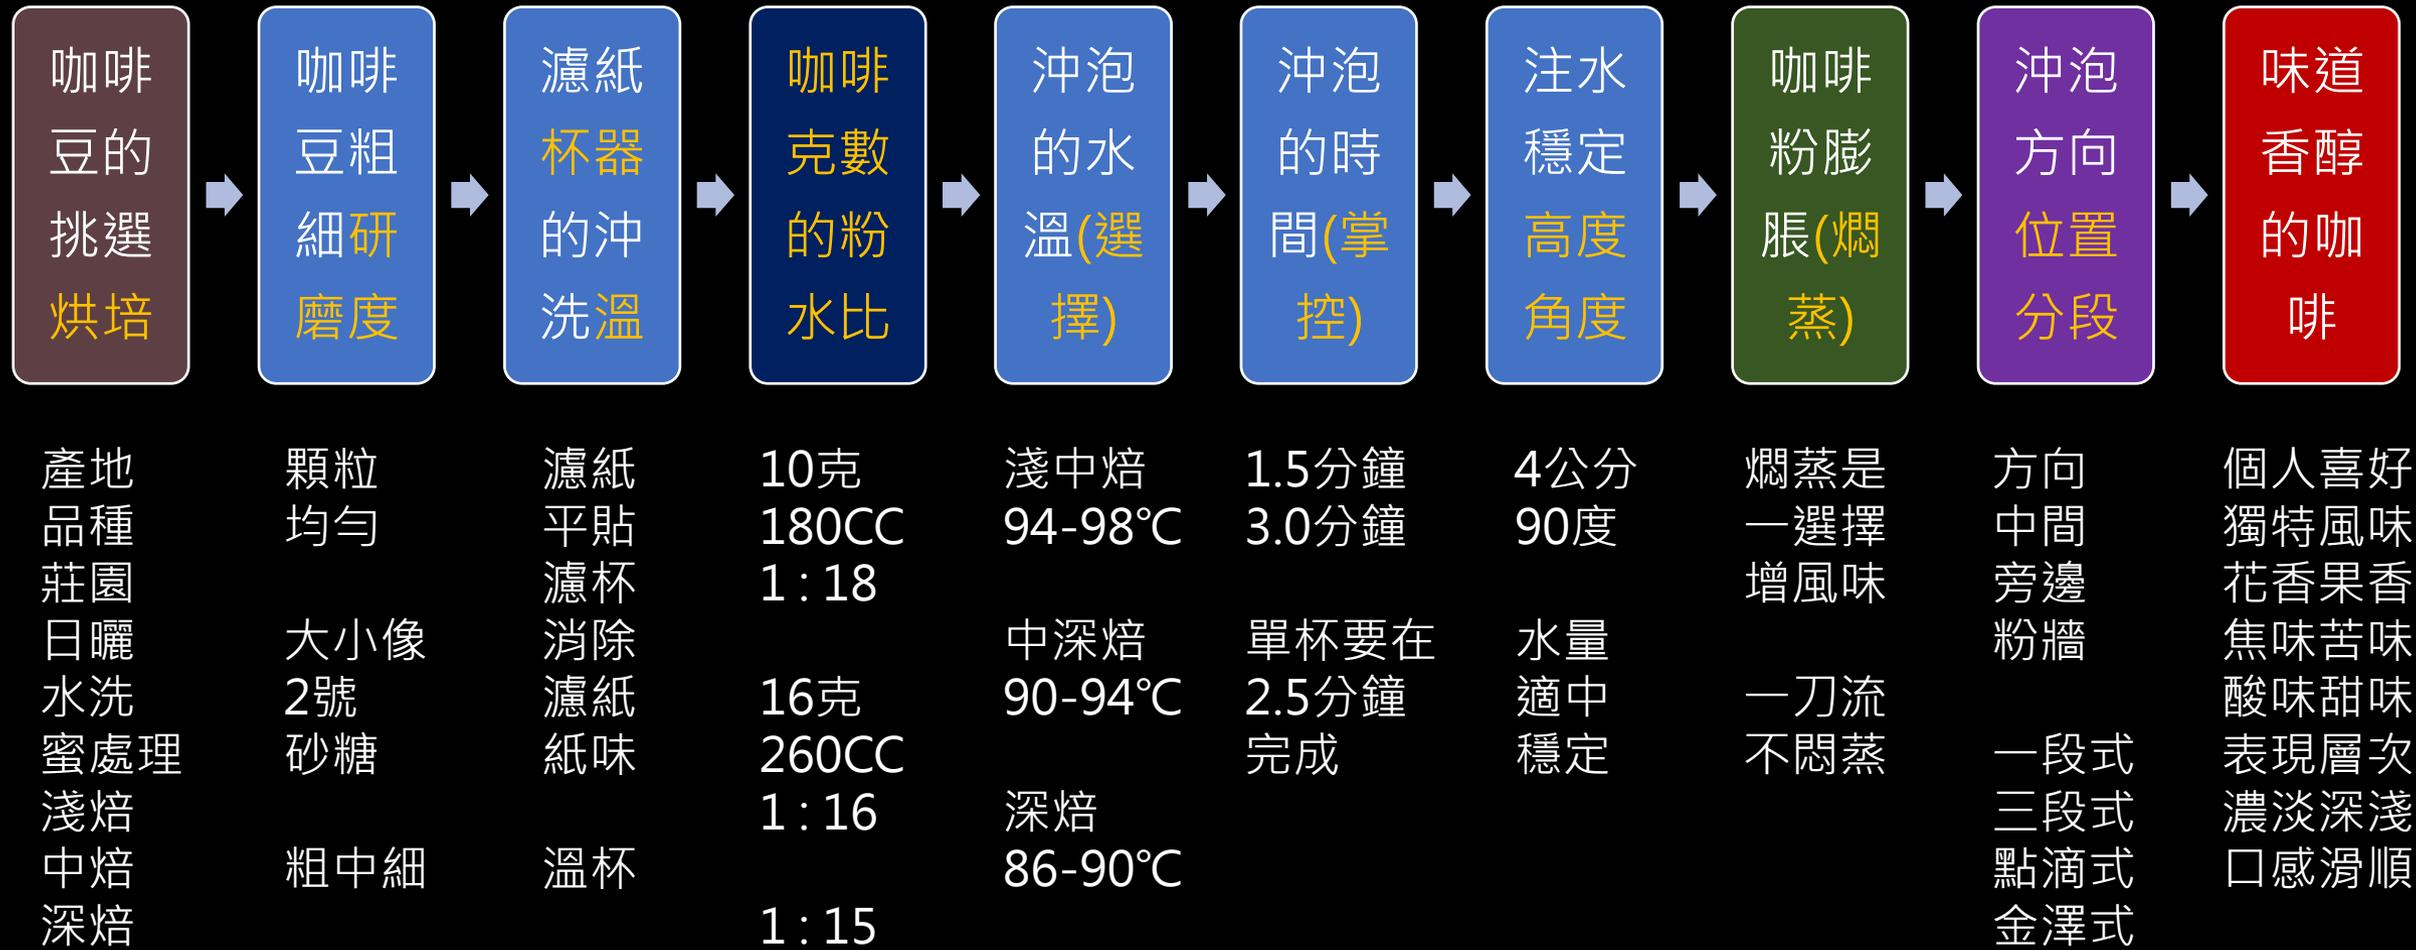 咖啡
豆的
挑選
烘培
咖啡
豆粗
細研
磨度
濾紙
杯器
的沖
洗溫
咖啡
克數
的粉
水比
沖泡
的水
溫(選
擇)
沖泡
的時
間(掌
控)
注水
穩定
高度
角度
咖啡
粉膨
脹(燜
蒸)
沖泡
方向
位置
分段
味道
香醇
的咖
啡
產地
品種
莊園
日曬
水洗
蜜處理
淺焙
中焙
深焙
顆粒
均勻
大小像
2號
砂糖
粗中細
濾紙
平貼
濾杯
消除
濾紙
紙味
溫杯
10克
180CC
1：18
16克
260CC
1：16
1：15
淺中焙
94-98℃
中深焙
90-94℃
深焙
86-90℃
1.5分鐘
3.0分鐘
單杯要在
2.5分鐘
完成
4公分
90度
水量
適中
穩定
燜蒸是
一選擇
增風味
一刀流
不悶蒸
方向
中間
旁邊
粉牆
一段式
三段式
點滴式
金澤式
個人喜好
獨特風味
花香果香
焦味苦味
酸味甜味
表現層次
濃淡深淺
口感滑順